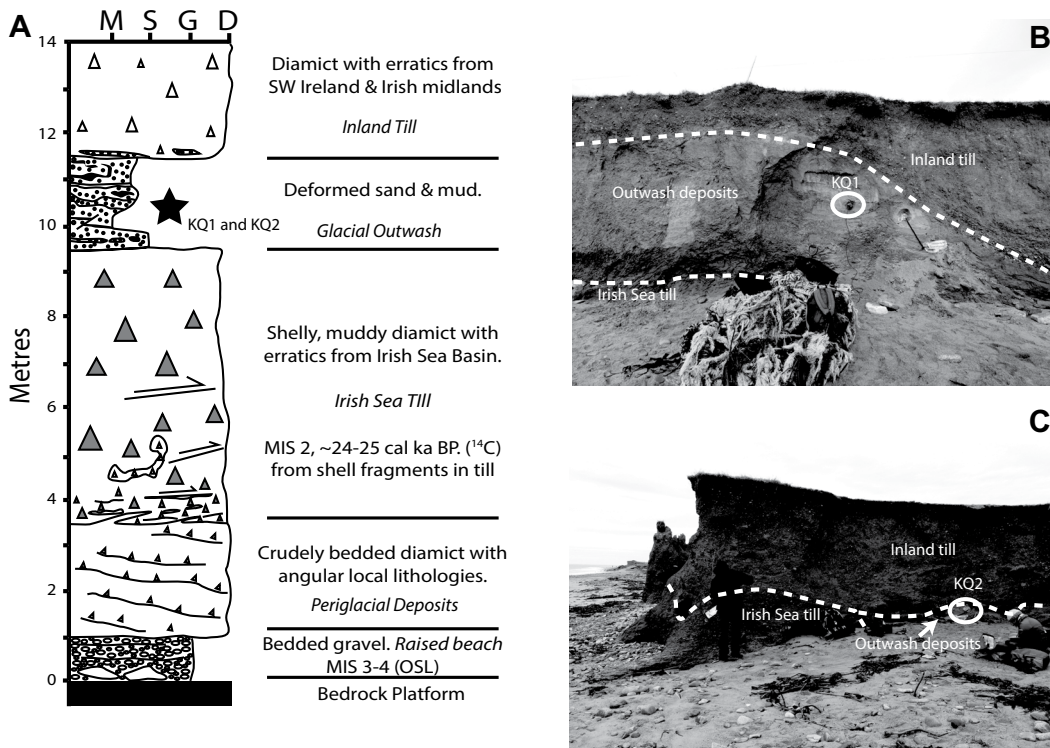 A
M S G D
14
12
10
8
6
4
2
0
Metres
KQ1 and KQ2
Diamict with erratics from
SW Ireland & Irish midlands
Inland Till
Deformed sand & mud.
Glacial Outwash
Shelly, muddy diamict with
erratics from Irish Sea Basin.
Irish Sea TIll
MIS 2, ~24-25 cal ka BP. (¹⁴C)
from shell fragments in till
Crudely bedded diamict with
angular local lithologies.
Periglacial Deposits
Bedded gravel. Raised beach
MIS 3-4 (OSL)
Bedrock Platform
B
Inland till
KQ1
Outwash deposits
Irish Sea till
C
Inland till
KQ2
Irish Sea till
Outwash deposits